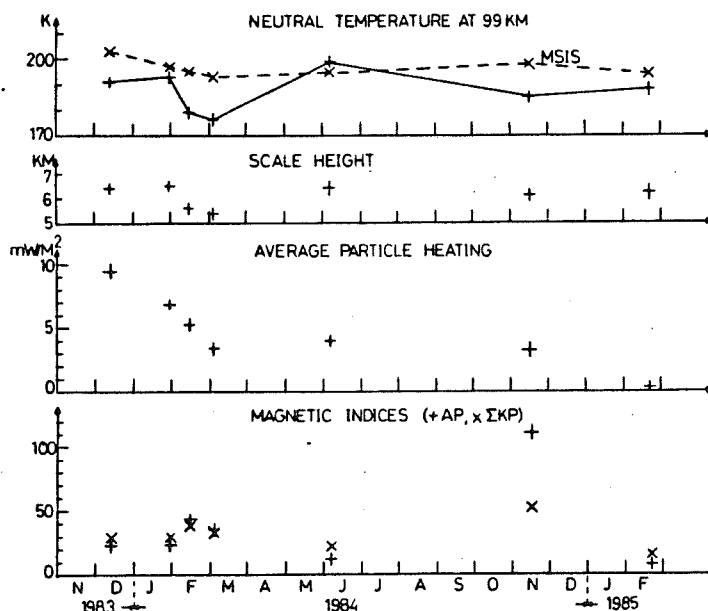 K
NEUTRAL TEMPERATURE AT 99 KM
200
MSIS
170
KM
SCALE HEIGHT
7
6
5
mW/M²
AVERAGE PARTICLE HEATING
10
5
0
MAGNETIC INDICES (+ AP, x ΣKP)
100
50
0
N D J F M A M J J A S O N D J F
1983 1984 1985